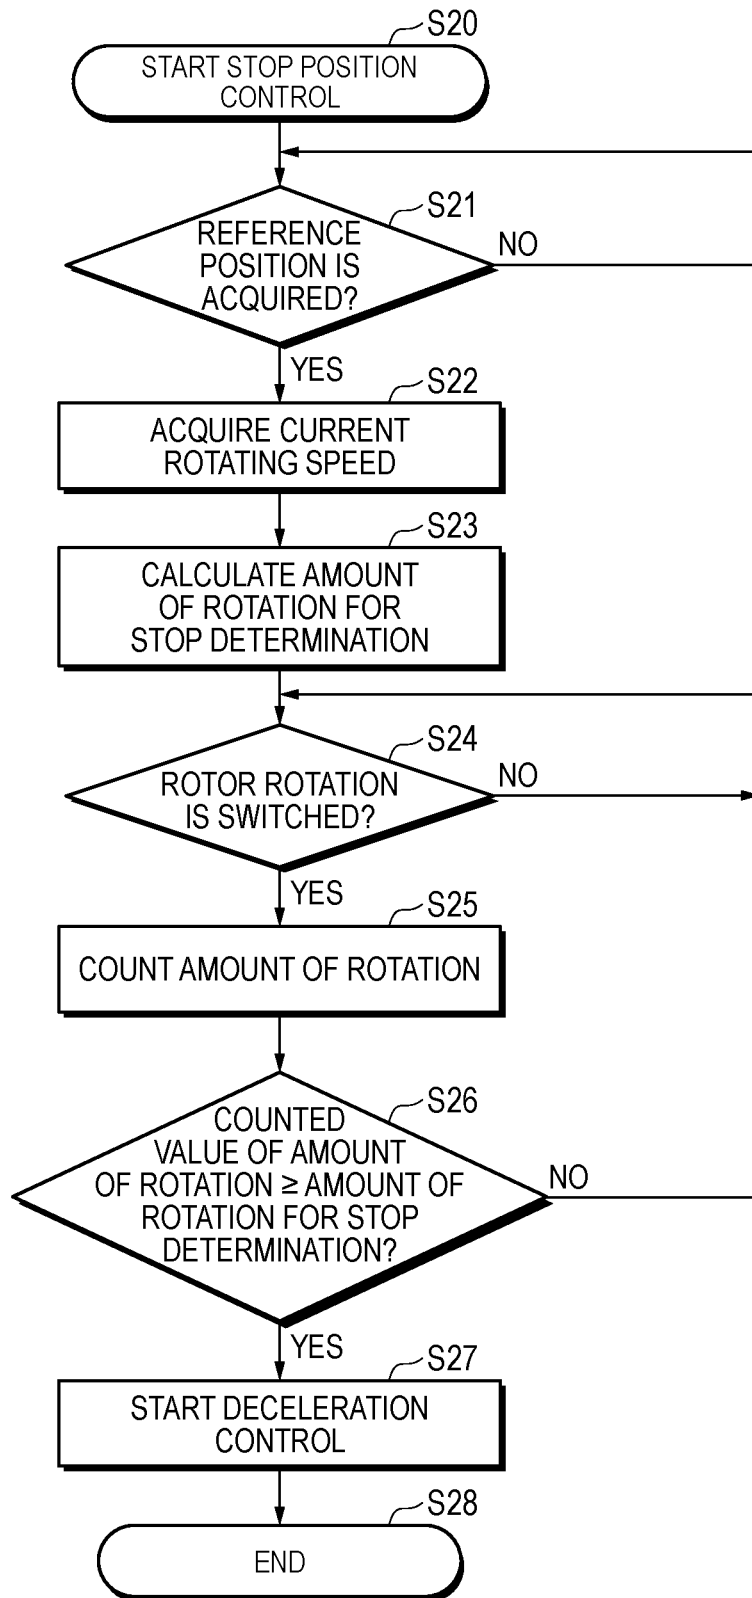 S20
START STOP POSITION
CONTROL
S21
REFERENCE
POSITION IS
ACQUIRED?
NO
YES
S22
ACQUIRE CURRENT
ROTATING SPEED
S23
CALCULATE AMOUNT
OF ROTATION FOR
STOP DETERMINATION
S24
ROTOR ROTATION
IS SWITCHED?
NO
YES
S25
COUNT AMOUNT OF ROTATION
S26
COUNTED
VALUE OF AMOUNT
OF ROTATION ≥ AMOUNT OF
ROTATION FOR STOP
DETERMINATION?
NO
YES
S27
START DECELERATION
CONTROL
S28
END